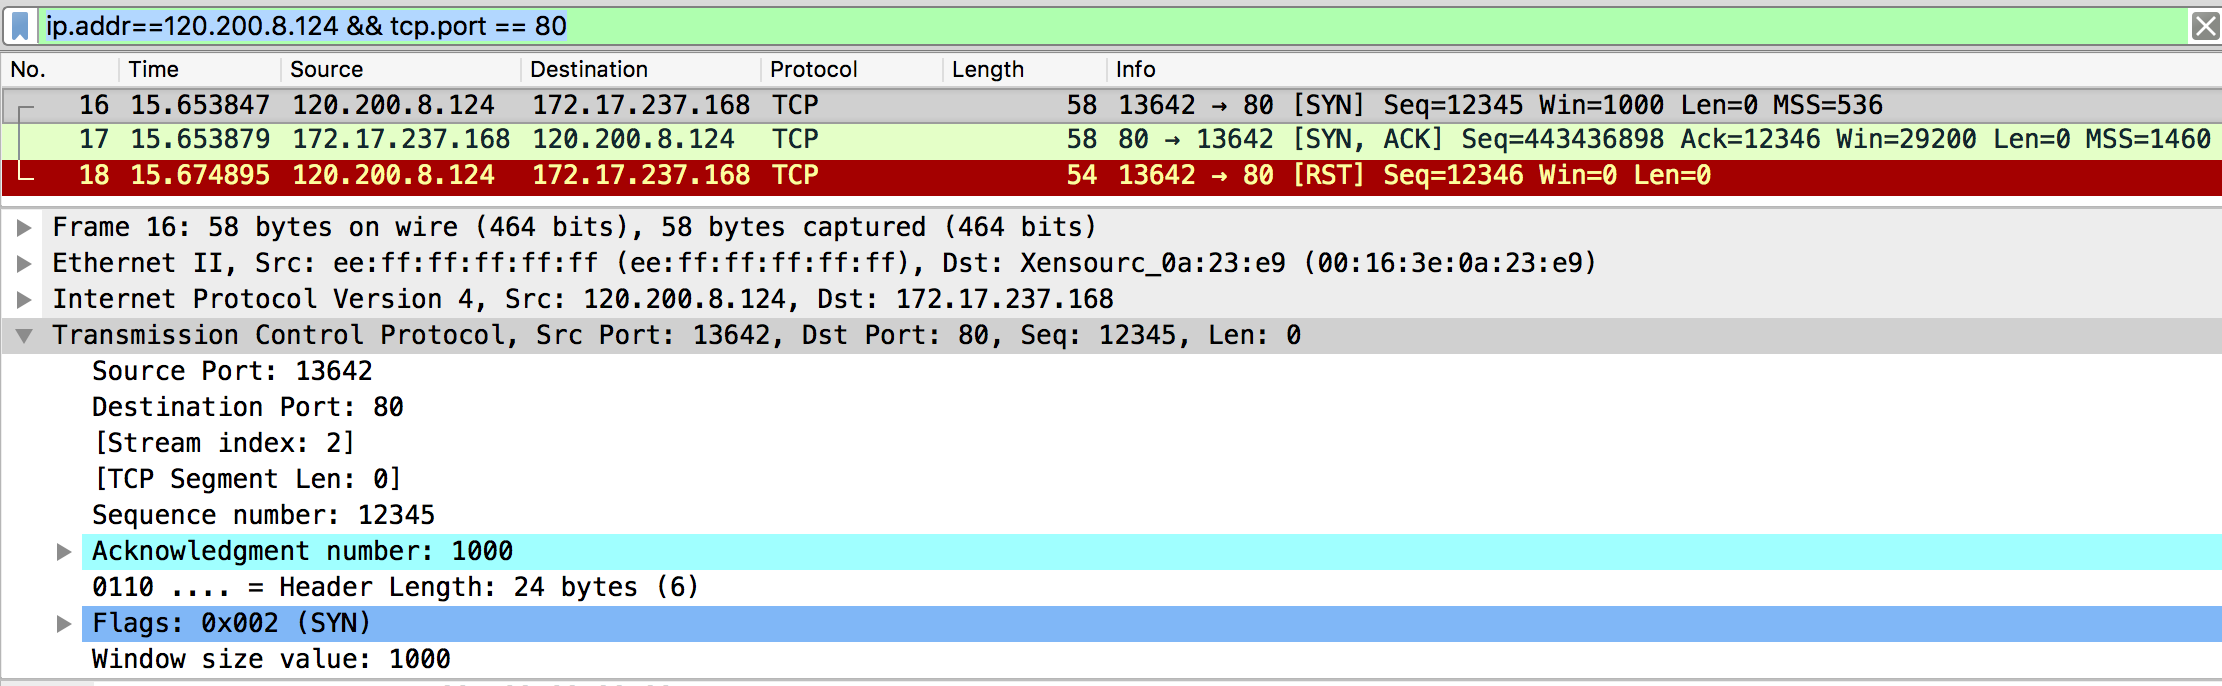 ip.addr==120.200.8.124 && tcp.port == 80
No. Time Source Destination Protocol Length Info
16 15.653847 120.200.8.124 172.17.237.168 TCP 58 13642 → 80 [SYN] Seq=12345 Win=1000 Len=0 MSS=536
17 15.653879 172.17.237.168 120.200.8.124 TCP 58 80 → 13642 [SYN, ACK] Seq=443436898 Ack=12346 Win=29200 Len=0 MSS=1460
18 15.674895 120.200.8.124 172.17.237.168 TCP 54 13642 → 80 [RST] Seq=12346 Win=0 Len=0
Frame 16: 58 bytes on wire (464 bits), 58 bytes captured (464 bits)
Ethernet II, Src: ee:ff:ff:ff:ff:ff (ee:ff:ff:ff:ff:ff), Dst: Xensourc_0a:23:e9 (00:16:3e:0a:23:e9)
Internet Protocol Version 4, Src: 120.200.8.124, Dst: 172.17.237.168
Transmission Control Protocol, Src Port: 13642, Dst Port: 80, Seq: 12345, Len: 0
Source Port: 13642
Destination Port: 80
[Stream index: 2]
[TCP Segment Len: 0]
Sequence number: 12345
Acknowledgment number: 1000
0110 .... = Header Length: 24 bytes (6)
Flags: 0x002 (SYN)
Window size value: 1000